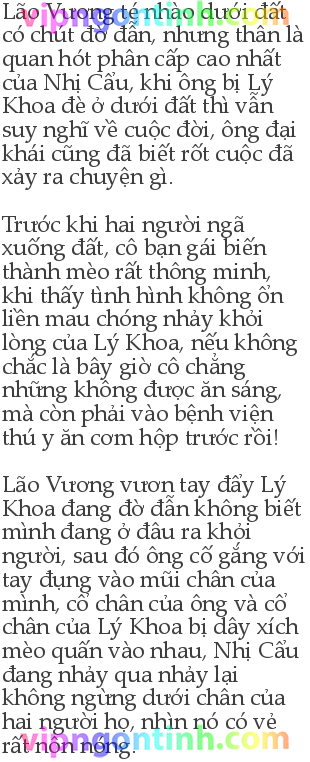 Lão Vương té nhào dưới đất
có chút đờ đẫn, nhưng thân là
quan hót phân cấp cao nhất
của Nhị Cẩu, khi ông bị Lý
Khoa đè ở dưới đất thì vẫn
suy nghĩ về cuộc đời, ông đại
khái cũng đã biết rốt cuộc đã
xảy ra chuyện gì.
Trước khi hai người ngã
xuống đất, cô bạn gái biến
thành mèo rất thông minh,
khi thấy tình hình không ổn
liền mau chóng nhảy khỏi
lòng của Lý Khoa, nếu không
chắc là bây giờ cô chẳng
những không được ăn sáng,
mà còn phải vào bệnh viện
thú y ăn cơm hộp trước rồi!
Lão Vương vươn tay đẩy Lý
Khoa đang đờ đẫn không biết
mình đang ở đâu ra khỏi
người, sau đó ông cố gắng với
tay đụng vào mũi chân của
mình, cổ chân của ông và cổ
chân của Lý Khoa bị dây xích
mèo quấn vào nhau, Nhị Cẩu
đang nhảy qua nhảy lại
không ngừng dưới chân của
hai người họ, nhìn nó có vẻ
rất nôn nóng.
vipngontinh.com
vipngontinh.com